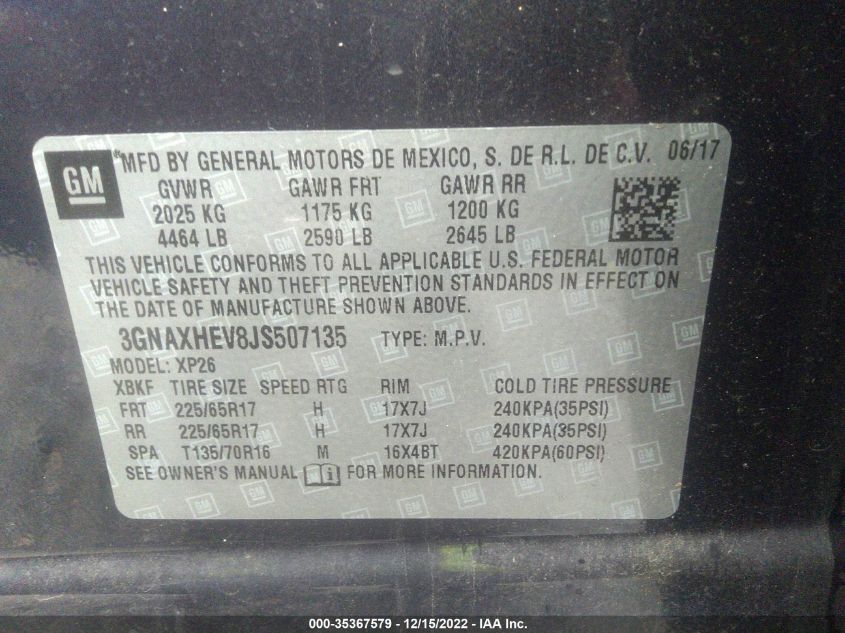 GM *MFD BY GENERAL MOTORS DE MEXICO, S. DE R.L. DE C.V. 06/17
GVWR GAWR FRT GAWR RR
2025 KG 1175 KG 1200 KG
4464 LB 2590 LB 2645 LB
THIS VEHICLE CONFORMS TO ALL APPLICABLE U.S. FEDERAL MOTOR
VEHICLE SAFETY AND THEFT PREVENTION STANDARDS IN EFFECT ON
THE DATE OF MANUFACTURE SHOWN ABOVE.
3GNAXHEV8JS507135 TYPE: M.P.V.
MODEL: XP26
XBKF TIRE SIZE SPEED RTG RIM COLD TIRE PRESSURE
FRT 225/65R17 H 17X7J 240KPA(35PSI)
RR 225/65R17 H 17X7J 240KPA(35PSI)
SPA T135/70R16 M 16X4BT 420KPA(60PSI)
SEE OWNER'S MANUAL FOR MORE INFORMATION.
000-35367579 - 12/15/2022 - IAA Inc.